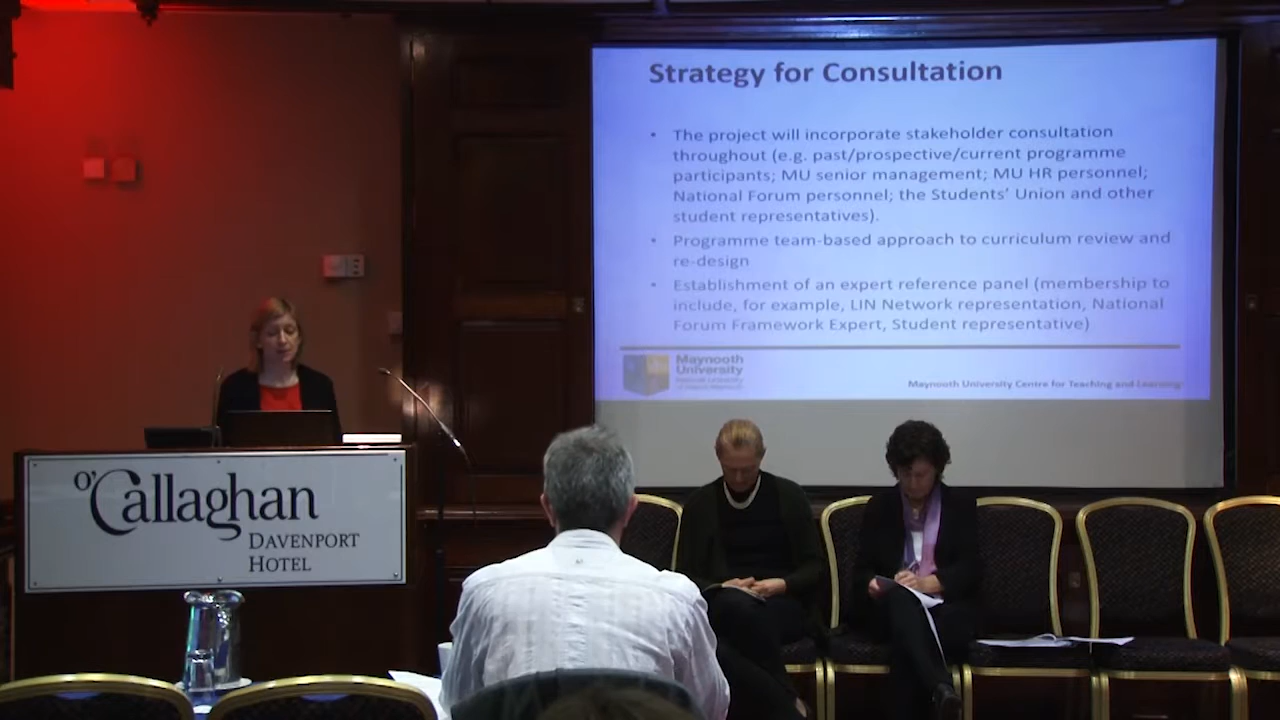 Strategy for Consultation
• The project will incorporate stakeholder consultation
throughout (e.g. past/prospective/current programme
participants; MU senior management; MU HR personnel;
National Forum personnel; the Students' Union and other
student representatives).
• Programme team-based approach to curriculum review and
re-design
• Establishment of an expert reference panel (membership to
include, for example, LIN Network representation, National
Forum Framework Expert, Student representative)
Maynooth
University
Maynooth University Centre for Teaching and Learning
O'Callaghan
DAVENPORT
HOTEL